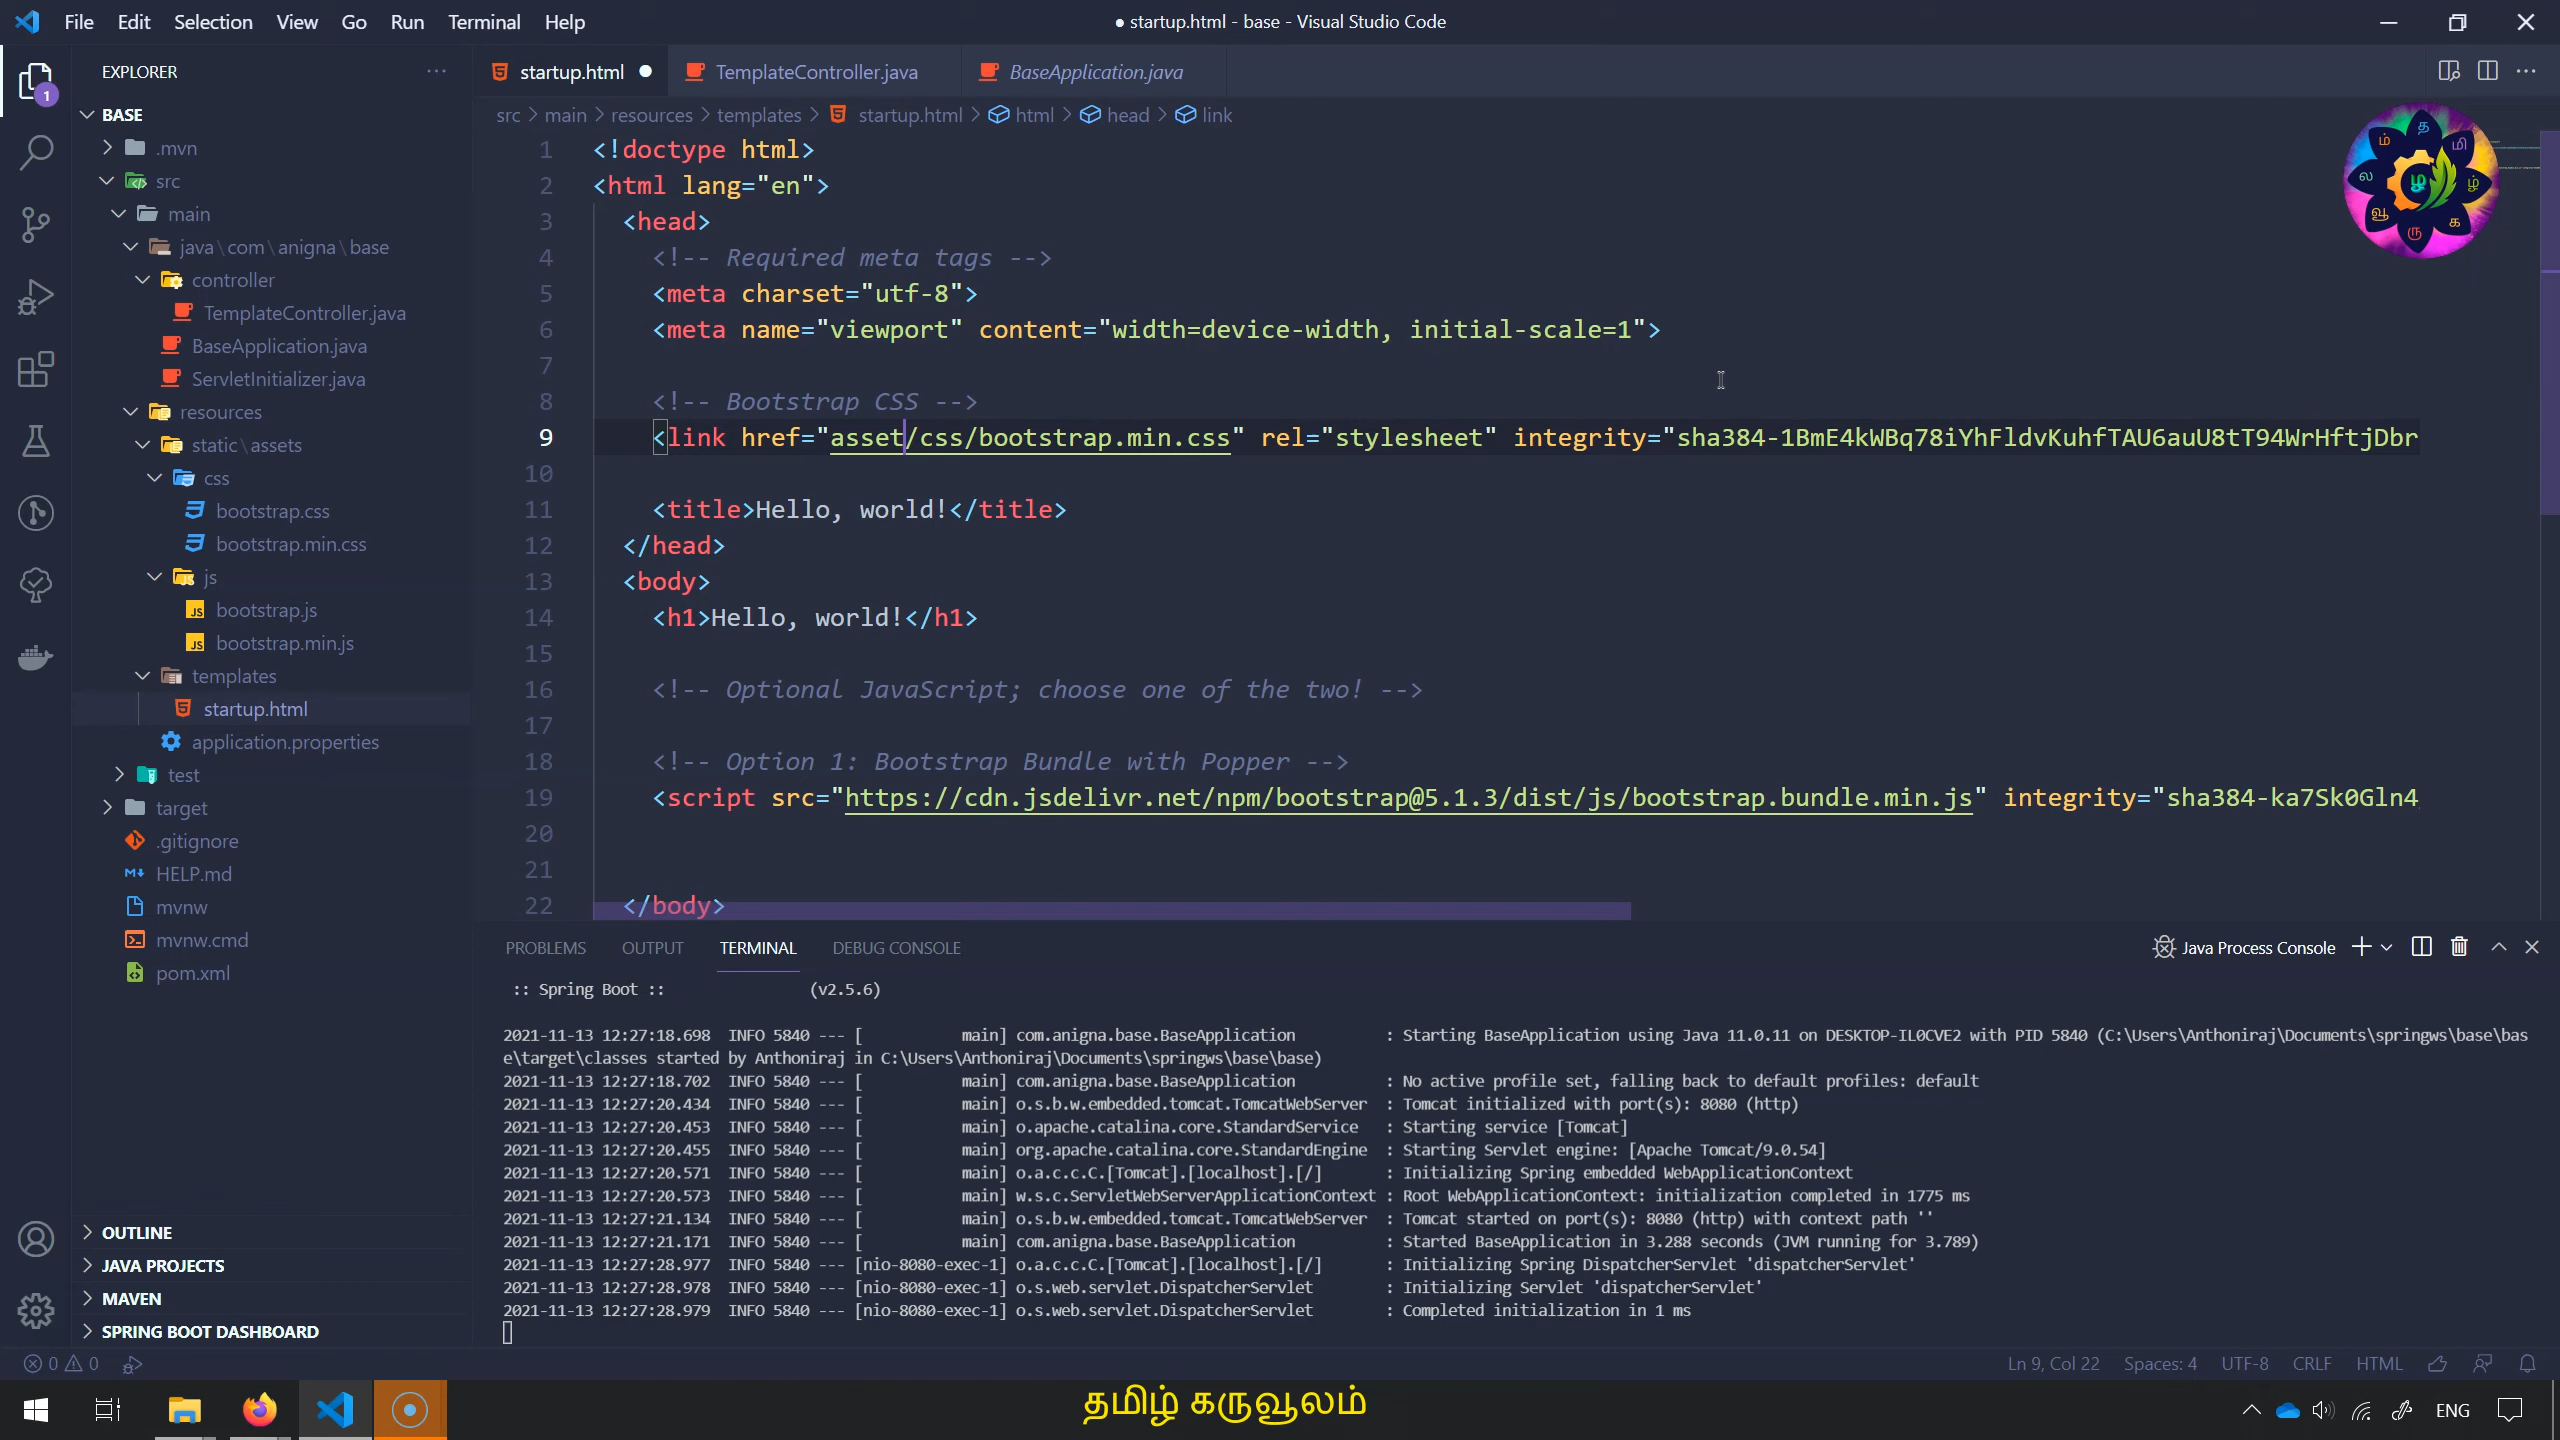 File Edit Selection View Go Run Terminal Help
● startup.html - base - Visual Studio Code
EXPLORER
startup.html
TemplateController.java
BaseApplication.java
src > main > resources > templates > startup.html > html > head > link
1
BASE
.mvn
src
main
java\com\anigna\base
controller
TemplateController.java
BaseApplication.java
ServletInitializer.java
resources
static\assets
css
bootstrap.css
bootstrap.min.css
js
bootstrap.js
bootstrap.min.js
templates
startup.html
application.properties
test
target
.gitignore
HELP.md
mvnw
mvnw.cmd
pom.xml
OUTLINE
JAVA PROJECTS
MAVEN
SPRING BOOT DASHBOARD
1 <!doctype html>
2 <html lang="en">
3 <head>
4 <!-- Required meta tags -->
5 <meta charset="utf-8">
6 <meta name="viewport" content="width=device-width, initial-scale=1">
7
8 <!-- Bootstrap CSS -->
9 <link href="asset/css/bootstrap.min.css" rel="stylesheet" integrity="sha384-1BmE4kWBq78iYhFldvKuhfTAU6auU8tT94WrHftjDbr
10
11 <title>Hello, world!</title>
12 </head>
13 <body>
14 <h1>Hello, world!</h1>
15
16 <!-- Optional JavaScript; choose one of the two! -->
17
18 <!-- Option 1: Bootstrap Bundle with Popper -->
19 <script src="https://cdn.jsdelivr.net/npm/bootstrap@5.1.3/dist/js/bootstrap.bundle.min.js" integrity="sha384-ka7Sk0Gln4
20
21
22 </body>
த
மி
ழ்
க
ரு
வூ
ல
ம்
ழ
PROBLEMS OUTPUT TERMINAL DEBUG CONSOLE
Java Process Console
:: Spring Boot :: (v2.5.6)
2021-11-13 12:27:18.698 INFO 5840 --- [ main] com.anigna.base.BaseApplication : Starting BaseApplication using Java 11.0.11 on DESKTOP-IL0CVE2 with PID 5840 (C:\Users\Anthoniraj\Documents\springws\base\bas
e\target\classes started by Anthoniraj in C:\Users\Anthoniraj\Documents\springws\base\base)
2021-11-13 12:27:18.702 INFO 5840 --- [ main] com.anigna.base.BaseApplication : No active profile set, falling back to default profiles: default
2021-11-13 12:27:20.434 INFO 5840 --- [ main] o.s.b.w.embedded.tomcat.TomcatWebServer : Tomcat initialized with port(s): 8080 (http)
2021-11-13 12:27:20.453 INFO 5840 --- [ main] o.apache.catalina.core.StandardService : Starting service [Tomcat]
2021-11-13 12:27:20.455 INFO 5840 --- [ main] org.apache.catalina.core.StandardEngine : Starting Servlet engine: [Apache Tomcat/9.0.54]
2021-11-13 12:27:20.571 INFO 5840 --- [ main] o.a.c.c.C.[Tomcat].[localhost].[/] : Initializing Spring embedded WebApplicationContext
2021-11-13 12:27:20.573 INFO 5840 --- [ main] w.s.c.ServletWebServerApplicationContext : Root WebApplicationContext: initialization completed in 1775 ms
2021-11-13 12:27:21.134 INFO 5840 --- [ main] o.s.b.w.embedded.tomcat.TomcatWebServer : Tomcat started on port(s): 8080 (http) with context path ''
2021-11-13 12:27:21.171 INFO 5840 --- [ main] com.anigna.base.BaseApplication : Started BaseApplication in 3.288 seconds (JVM running for 3.789)
2021-11-13 12:27:28.977 INFO 5840 --- [nio-8080-exec-1] o.a.c.c.C.[Tomcat].[localhost].[/] : Initializing Spring DispatcherServlet 'dispatcherServlet'
2021-11-13 12:27:28.978 INFO 5840 --- [nio-8080-exec-1] o.s.web.servlet.DispatcherServlet : Initializing Servlet 'dispatcherServlet'
2021-11-13 12:27:28.979 INFO 5840 --- [nio-8080-exec-1] o.s.web.servlet.DispatcherServlet : Completed initialization in 1 ms
0 0
Ln 9, Col 22 Spaces: 4 UTF-8 CRLF HTML
தமிழ் கருவூலம்
ENG